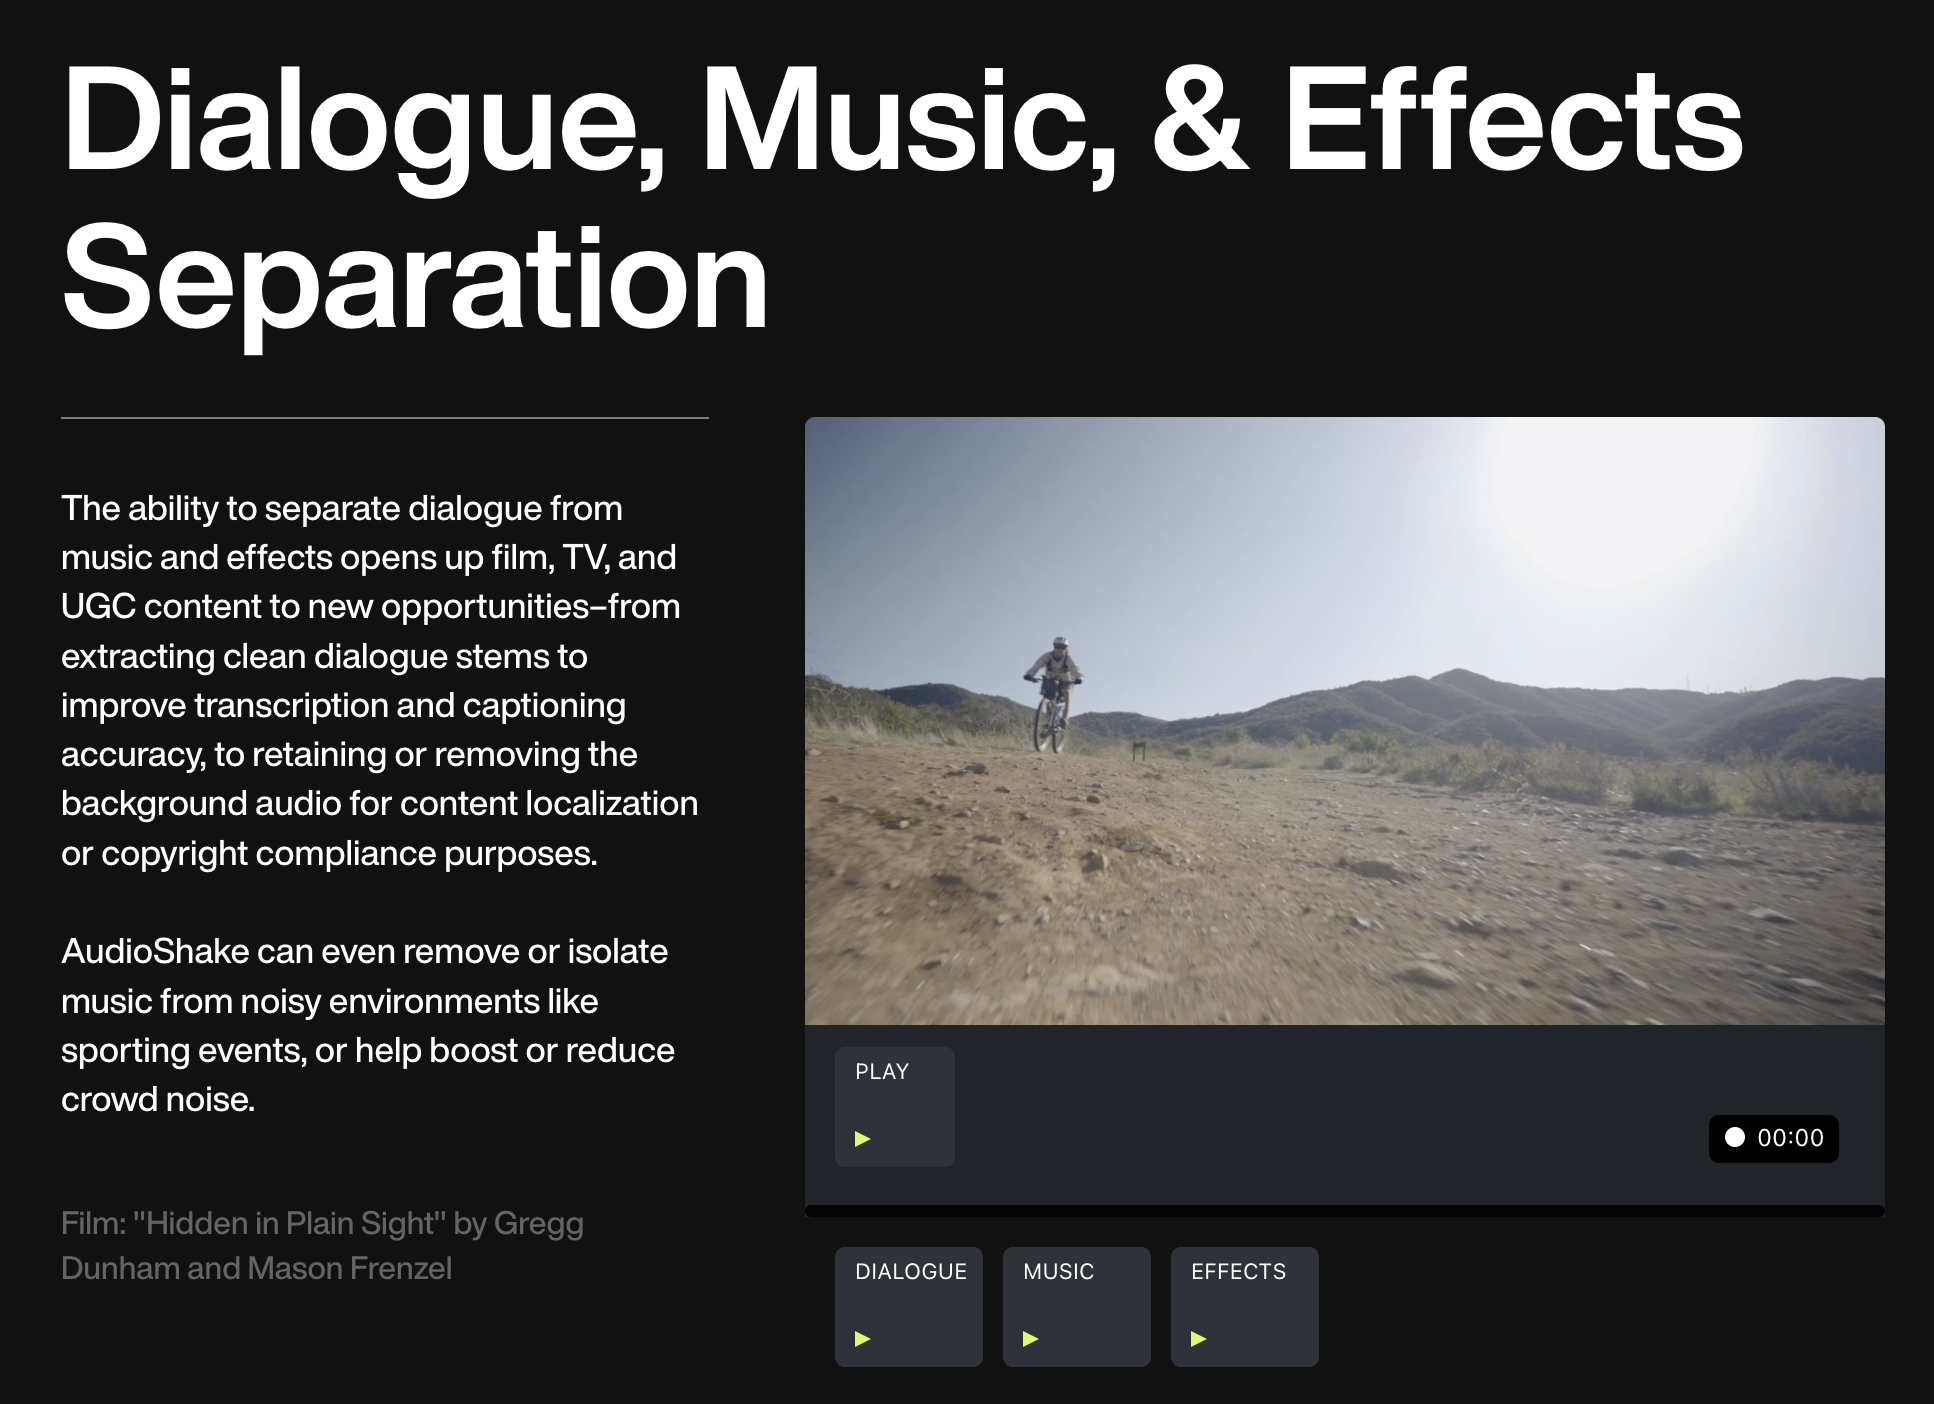 Dialogue, Music, & Effects
Separation
The ability to separate dialogue from
music and effects opens up film, TV, and
UGC content to new opportunities–from
extracting clean dialogue stems to
improve transcription and captioning
accuracy, to retaining or removing the
background audio for content localization
or copyright compliance purposes.
AudioShake can even remove or isolate
music from noisy environments like
sporting events, or help boost or reduce
crowd noise.
Film: "Hidden in Plain Sight" by Gregg
Dunham and Mason Frenzel
PLAY
00:00
DIALOGUE
MUSIC
EFFECTS